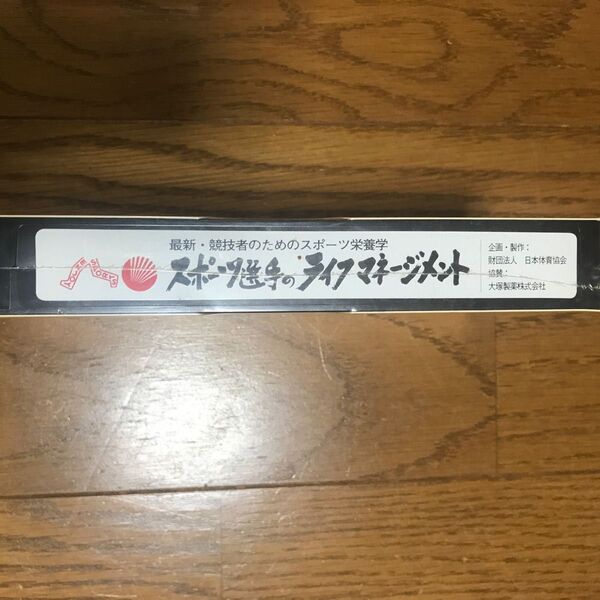 最新・競技者のためのスポーツ栄養学
スポーツ選手のライフマネージメント
企画・製作:
財団法人 日本体育協会
協賛:
大塚製薬株式会社